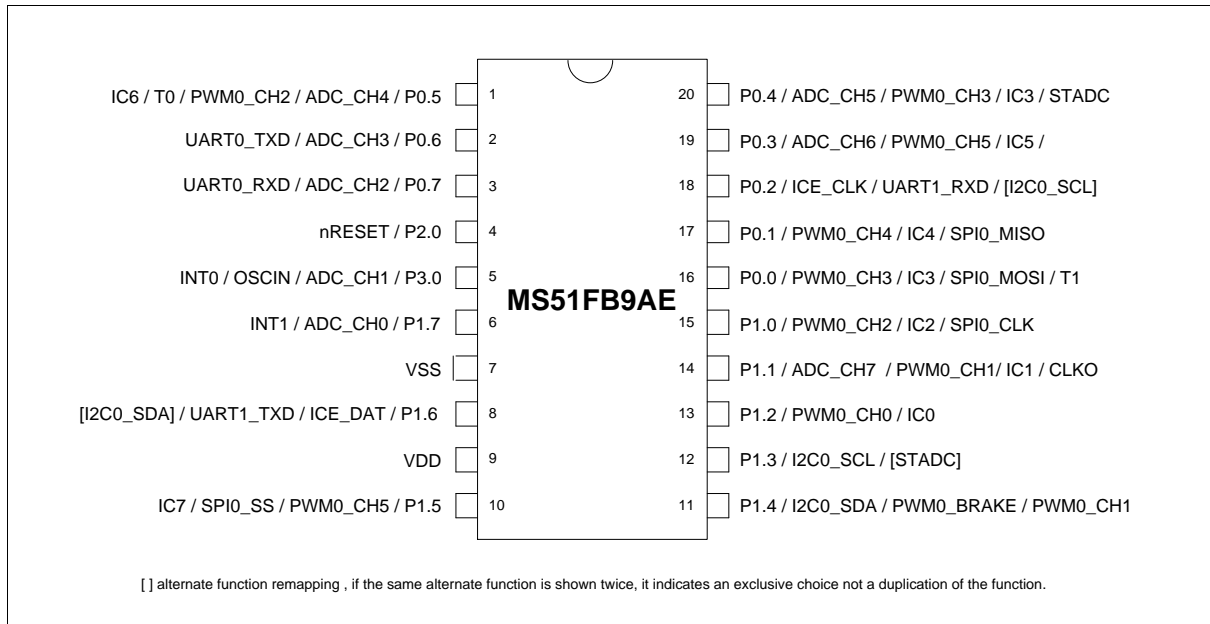 IC6 / T0 / PWM0_CH2 / ADC_CH4 / P0.5 1 20 P0.4 / ADC_CH5 / PWM0_CH3 / IC3 / STADC
UART0_TXD / ADC_CH3 / P0.6 2 19 P0.3 / ADC_CH6 / PWM0_CH5 / IC5 /
UART0_RXD / ADC_CH2 / P0.7 3 18 P0.2 / ICE_CLK / UART1_RXD / [I2C0_SCL]
nRESET / P2.0 4 17 P0.1 / PWM0_CH4 / IC4 / SPI0_MISO
INT0 / OSCIN / ADC_CH1 / P3.0 5 16 P0.0 / PWM0_CH3 / IC3 / SPI0_MOSI / T1
MS51FB9AE
INT1 / ADC_CH0 / P1.7 6 15 P1.0 / PWM0_CH2 / IC2 / SPI0_CLK
VSS 7 14 P1.1 / ADC_CH7 / PWM0_CH1/ IC1 / CLKO
[I2C0_SDA] / UART1_TXD / ICE_DAT / P1.6 8 13 P1.2 / PWM0_CH0 / IC0
VDD 9 12 P1.3 / I2C0_SCL / [STADC]
IC7 / SPI0_SS / PWM0_CH5 / P1.5 10 11 P1.4 / I2C0_SDA / PWM0_BRAKE / PWM0_CH1
[ ] alternate function remapping , if the same alternate function is shown twice, it indicates an exclusive choice not a duplication of the function.